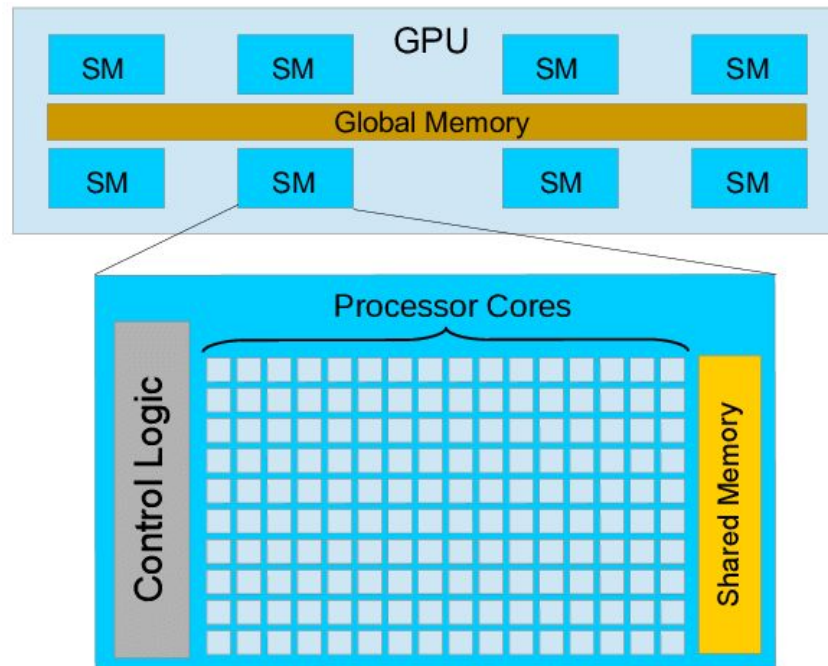 GPU
SM SM SM SM
Global Memory
SM SM SM SM
Processor Cores
Control Logic
Shared Memory